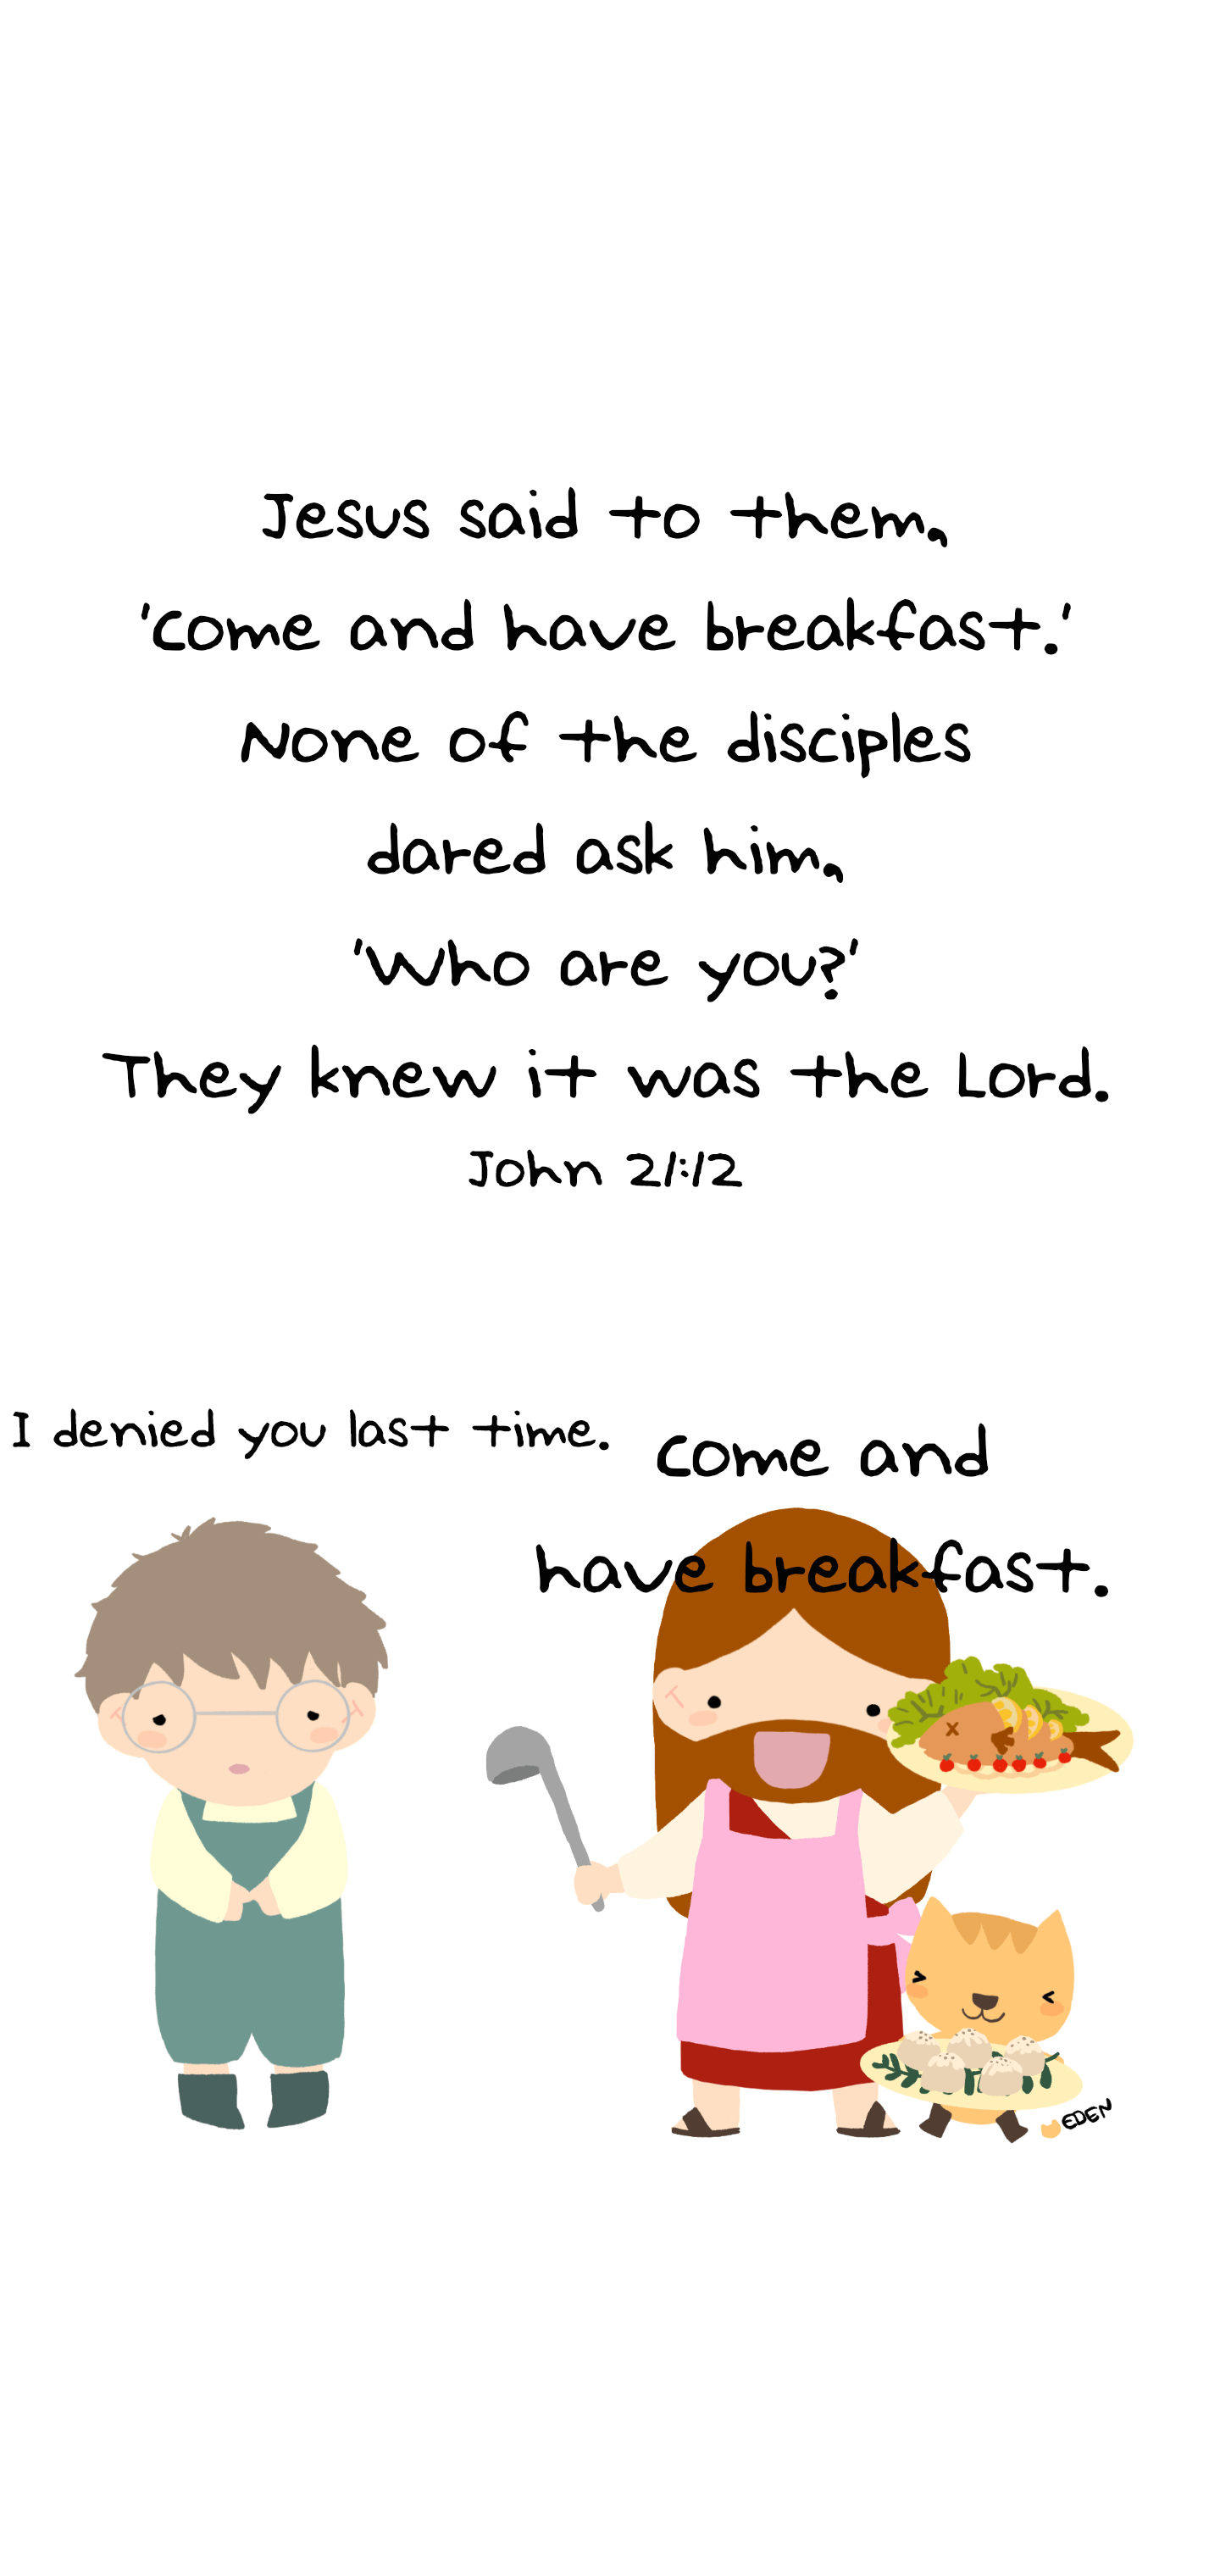 Jesus said to them,
'Come and have breakfast.'
None of the disciples
dared ask him,
'Who are you?'
They knew it was the Lord.
John 21:12
I denied you last time.
Come and
have breakfast.
EDEN